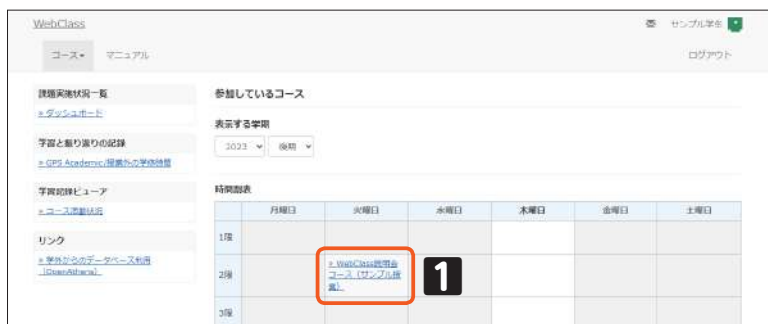 WebClass
サンプル学生
コース▾ マニュアル
ログアウト
課題実施状況一覧
» ダッシュボード
学習と振り返りの記録
» GPS Academic/授業外の学修時間
学習記録ビューア
» コース活動状況
リンク
» 学外からのデータベース利用
(OpenAthens)
参加しているコース
表示する学期
2023 後期
時間割表
月曜日 火曜日 水曜日 木曜日 金曜日 土曜日
1限
2限
» WebClass説明会
コース（サンプル授
業）
1
3限